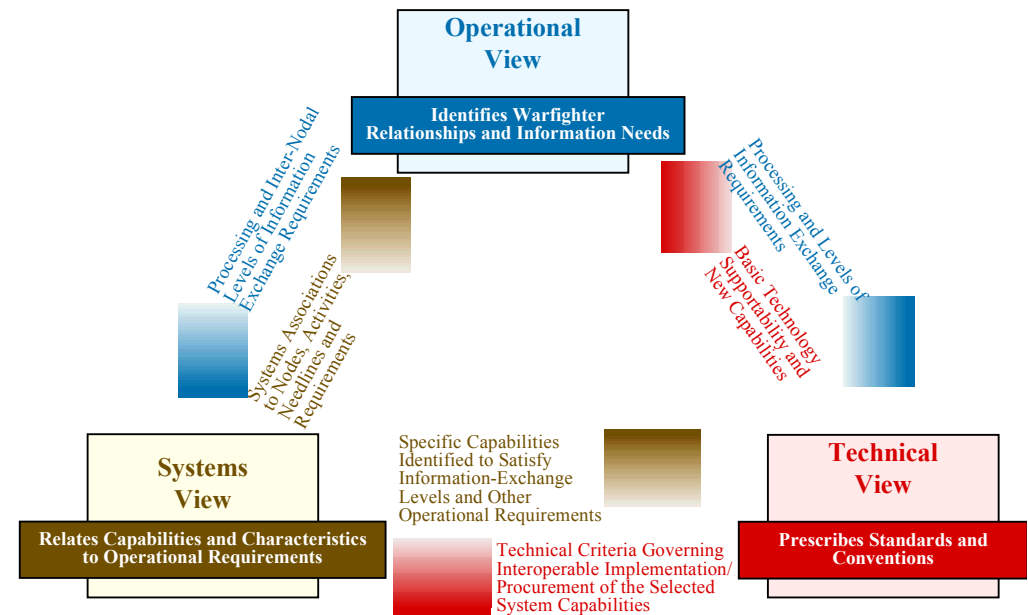 Operational
View
Identifies Warfighter
Relationships and Information Needs
Processing and Inter-Nodal
Levels of Information
Exchange Requirements
Systems Associations
to Nodes, Activities,
Needlines and
Requirements
Processing and Levels of
Information Exchange
Requirements
Basic Technology
Supportability and
New Capabilities
Systems
View
Relates Capabilities and Characteristics
to Operational Requirements
Specific Capabilities
Identified to Satisfy
Information-Exchange
Levels and Other
Operational Requirements
Technical Criteria Governing
Interoperable Implementation/
Procurement of the Selected
System Capabilities
Technical
View
Prescribes Standards and
Conventions